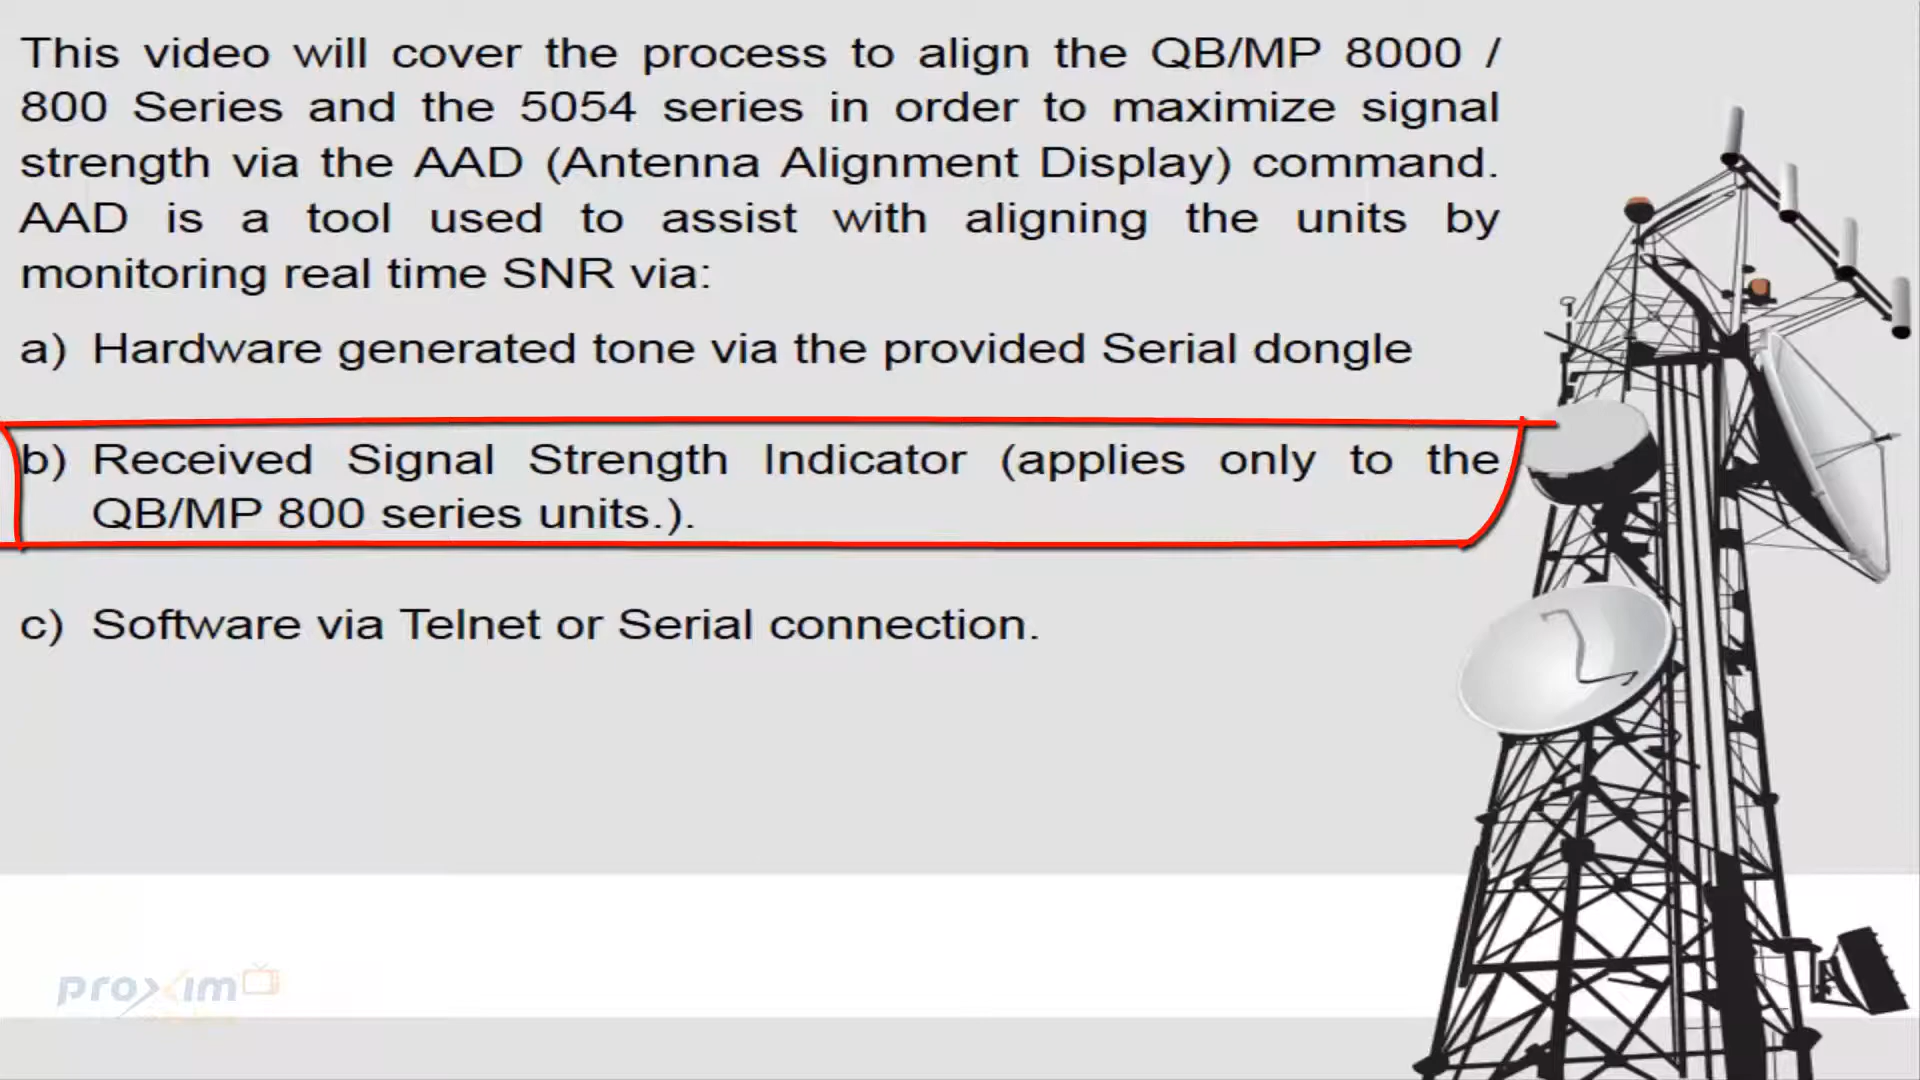 This video will cover the process to align the QB/MP 8000 /
800 Series and the 5054 series in order to maximize signal
strength via the AAD (Antenna Alignment Display) command.
AAD is a tool used to assist with aligning the units by
monitoring real time SNR via:
a) Hardware generated tone via the provided Serial dongle
b) Received Signal Strength Indicator (applies only to the
QB/MP 800 series units.).
c) Software via Telnet or Serial connection.
proxim